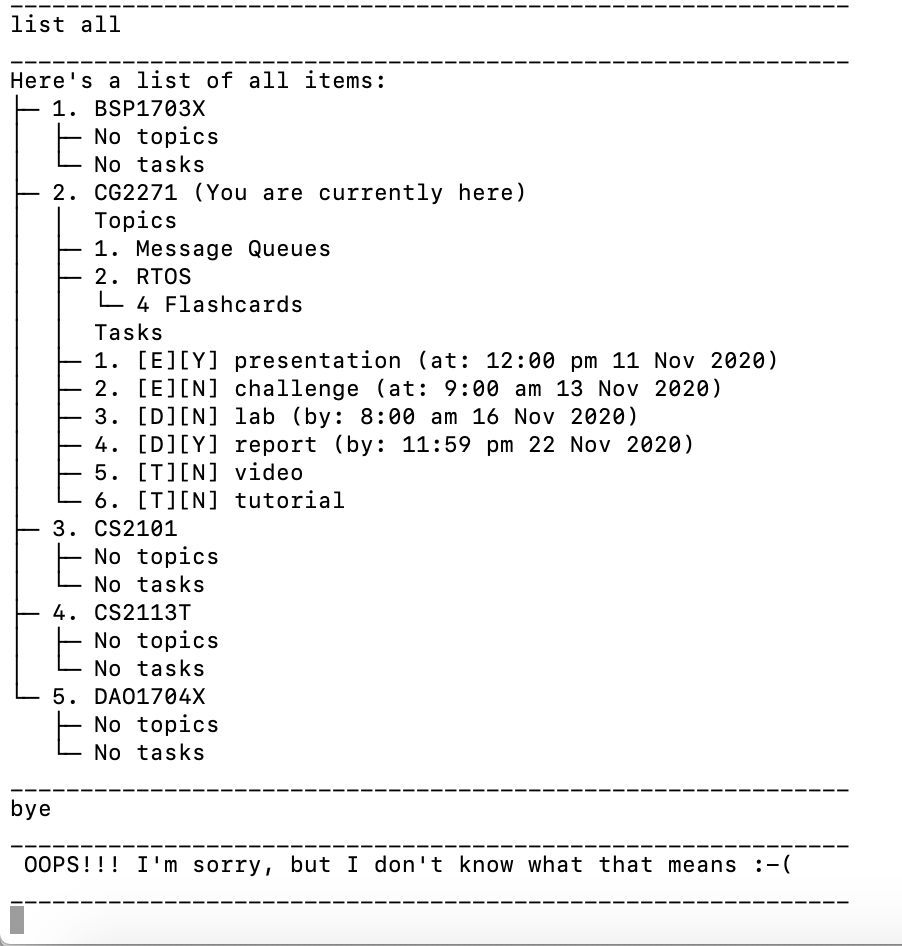 list all
Here's a list of all items:
├─ 1. BSP1703X
│  ├─ No topics
│  └─ No tasks
├─ 2. CG2271 (You are currently here)
│  │  Topics
│  ├─ 1. Message Queues
│  ├─ 2. RTOS
│  │  └─ 4 Flashcards
│  │  Tasks
│  ├─ 1. [E][Y] presentation (at: 12:00 pm 11 Nov 2020)
│  ├─ 2. [E][N] challenge (at: 9:00 am 13 Nov 2020)
│  ├─ 3. [D][N] lab (by: 8:00 am 16 Nov 2020)
│  ├─ 4. [D][Y] report (by: 11:59 pm 22 Nov 2020)
│  ├─ 5. [T][N] video
│  └─ 6. [T][N] tutorial
├─ 3. CS2101
│  ├─ No topics
│  └─ No tasks
├─ 4. CS2113T
│  ├─ No topics
│  └─ No tasks
└─ 5. DAO1704X
   ├─ No topics
   └─ No tasks
bye
OOPS!!! I'm sorry, but I don't know what that means :-(